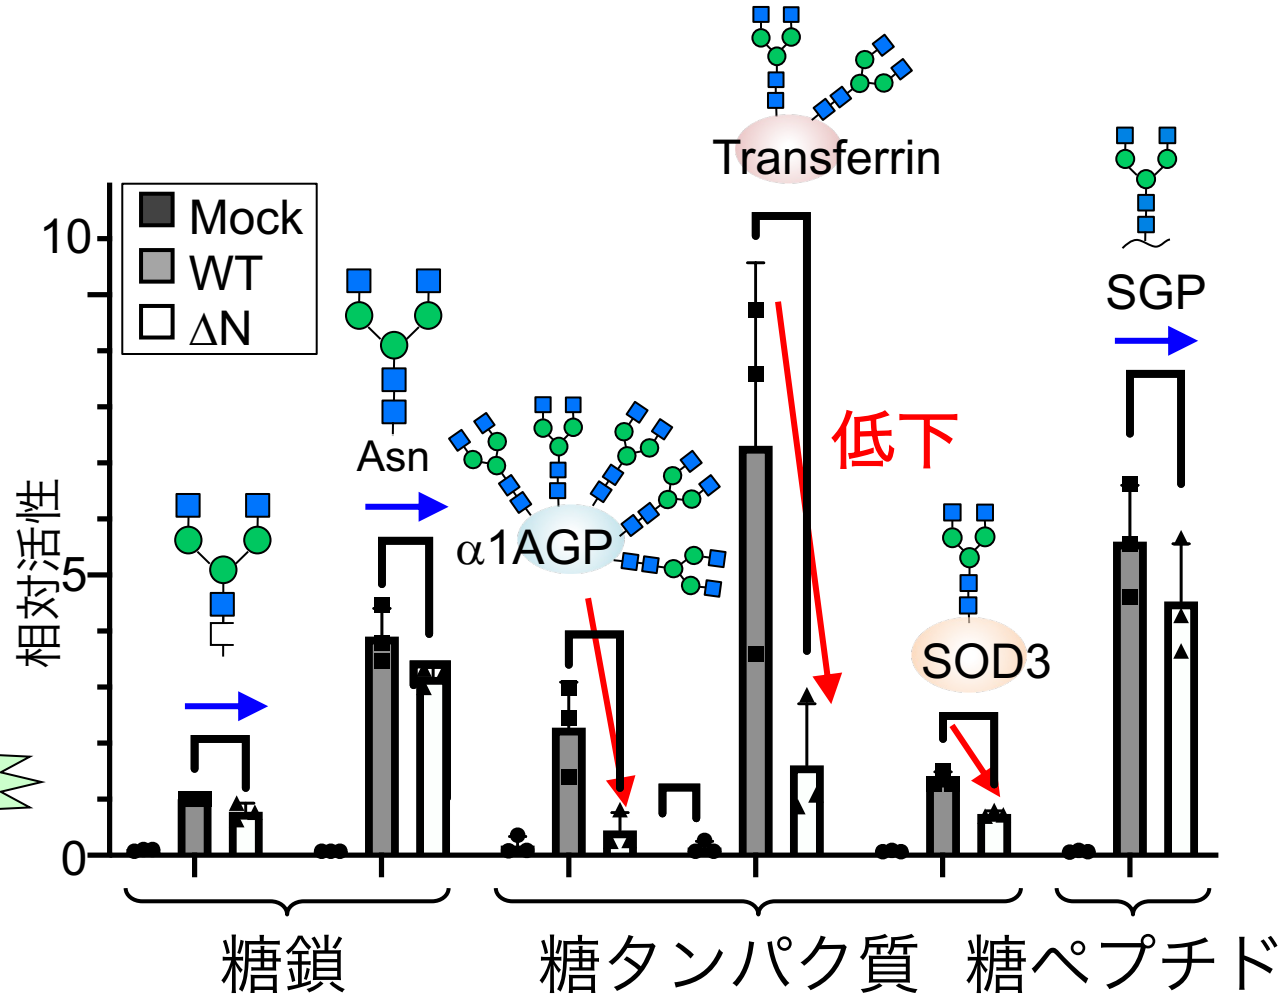 Transferrin
10
Mock
WT
ΔN
SGP
低下
Asn
α1AGP
相対活性
5
SOD3
0
糖鎖
糖タンパク質
糖ペプチド